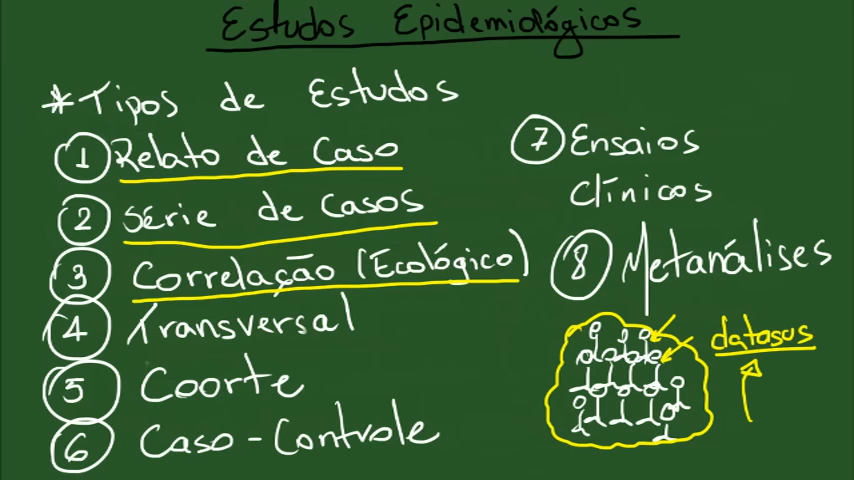 Estudos Epidemiológicos
*Tipos de Estudos
1 Relato de Caso
2 Série de Casos
3 Correlação (Ecológico)
4 Transversal
5 Coorte
6 Caso-Controle
7 Ensaios
Clínicos
8 Metanálises
datasus